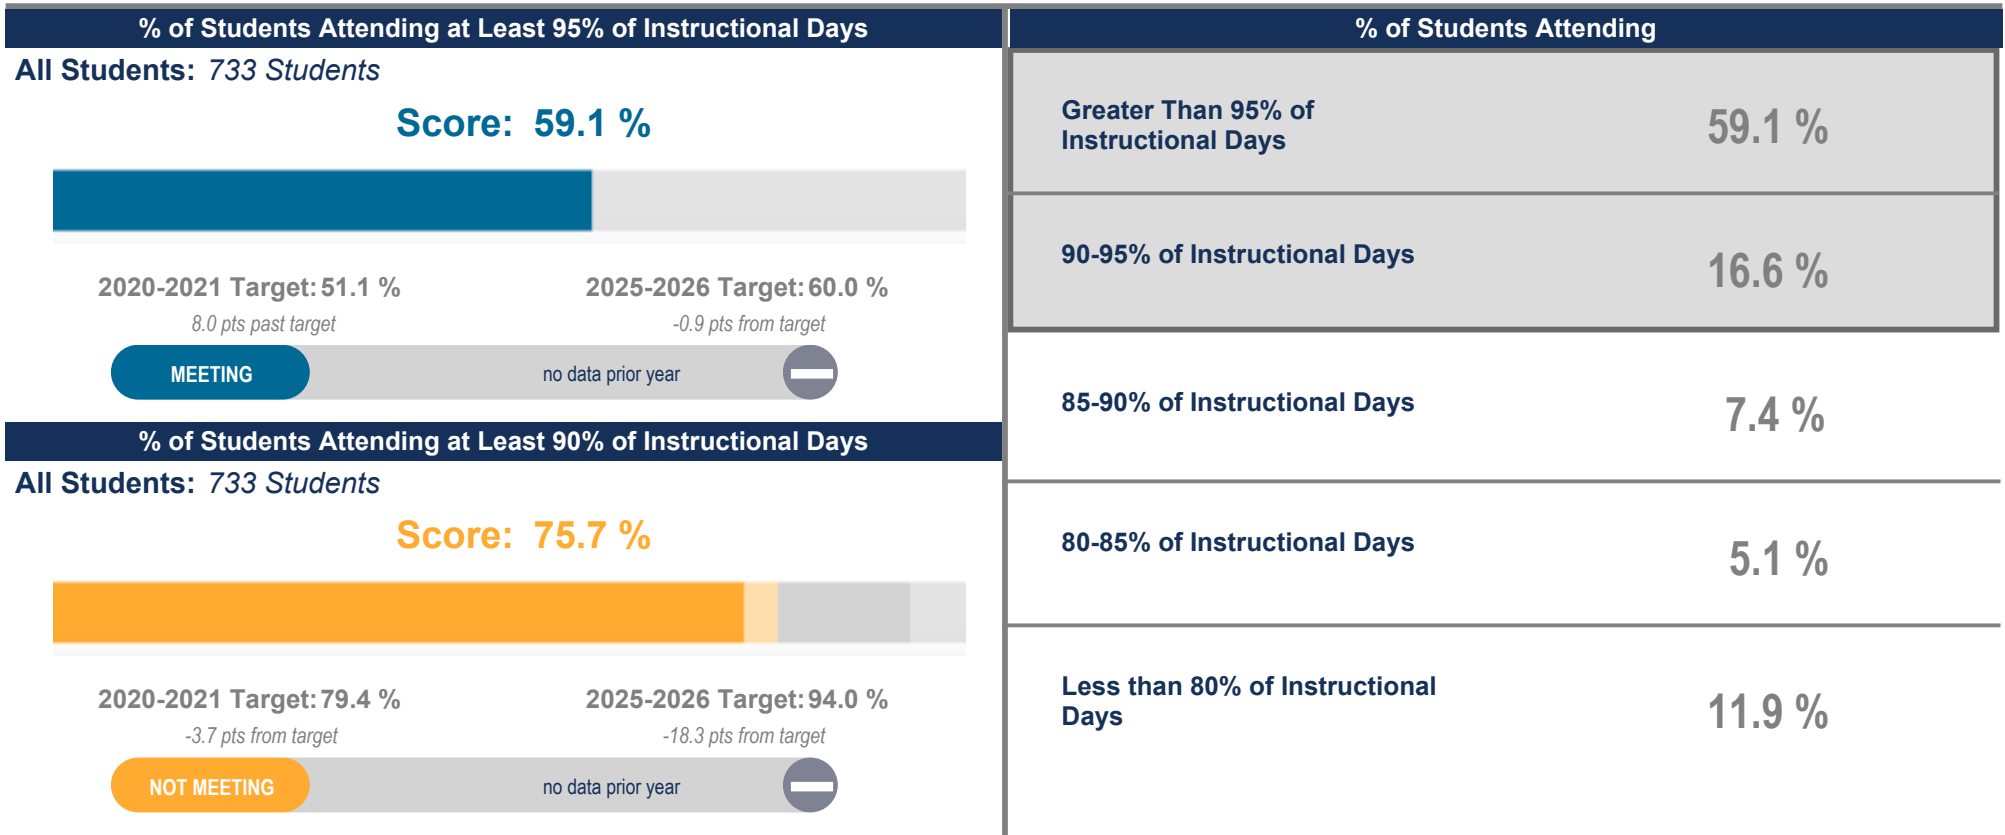 % of Students Attending at Least 95% of Instructional Days
All Students: 733 Students
Score: 59.1 %
2020-2021 Target: 51.1 %
8.0 pts past target
2025-2026 Target: 60.0 %
-0.9 pts from target
MEETING
no data prior year
% of Students Attending at Least 90% of Instructional Days
All Students: 733 Students
Score: 75.7 %
2020-2021 Target: 79.4 %
-3.7 pts from target
2025-2026 Target: 94.0 %
-18.3 pts from target
NOT MEETING
no data prior year
% of Students Attending
Greater Than 95% of
Instructional Days
59.1 %
90-95% of Instructional Days
16.6 %
85-90% of Instructional Days
7.4 %
80-85% of Instructional Days
5.1 %
Less than 80% of Instructional
Days
11.9 %